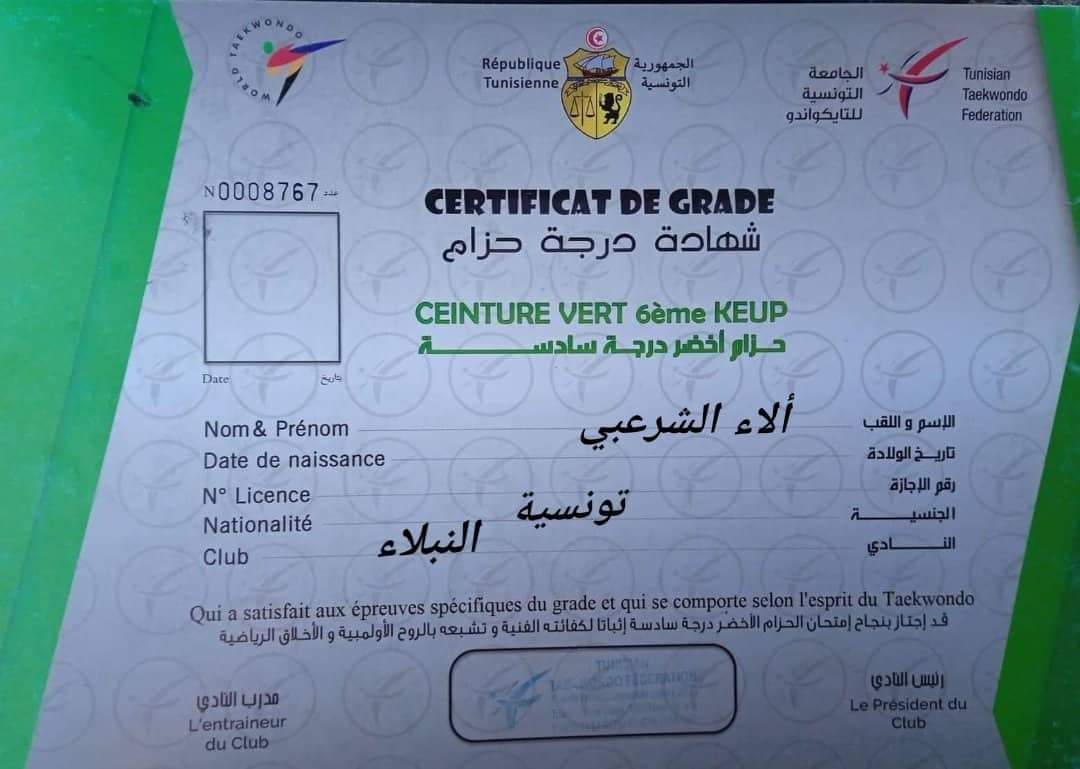 WORLD TAEKWONDO
République
Tunisienne
الجمهورية
التونسية
الجامعة
التونسية
للتايكواندو
Tunisian
Taekwondo
Federation
N 0008767 عدد
CERTIFICAT DE GRADE
شهادة درجة حزام
CEINTURE VERT 6ème KEUP
حزام أخضر درجة سادسة
Date تاريخ
Nom & Prénom ألاء الشرعبي الإسم و اللقب
Date de naissance تاريخ الولادة
N° Licence رقم الإجازة
Nationalité تونسية الجنسية
Club النبلاء النادي
Qui a satisfait aux épreuves spécifiques du grade et qui se comporte selon l'esprit du Taekwondo
قد إجتاز بنجاح إمتحان الحزام الأخضر درجة سادسة إثباتا لكفائته الفنية و تشبعه بالروح الأولمبية و الأخلاق الرياضية
مدرب النادي
L'entraineur
du Club
TAEKWONDO FEDERATION
رئيس النادي
Le Président du
Club